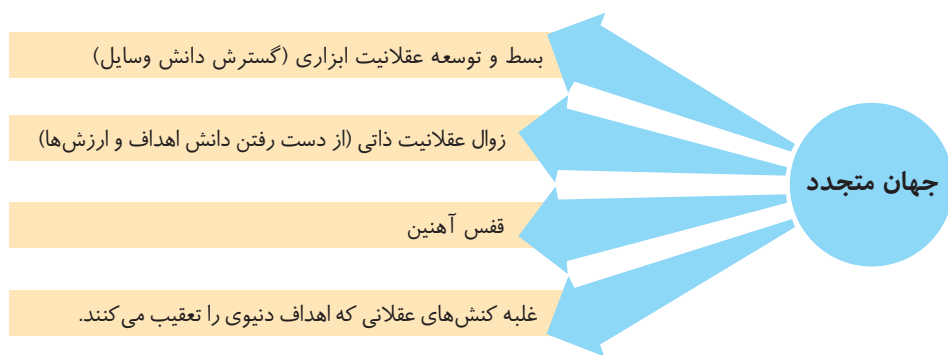 جهان متجدد
بسط و توسعه عقلانیت ابزاری (گسترش دانش وسایل)
زوال عقلانیت ذاتی (از دست رفتن دانش اهداف و ارزش‌ها)
قفس آهنین
غلبه کنش‌های عقلانی که اهداف دنیوی را تعقیب می‌کنند.